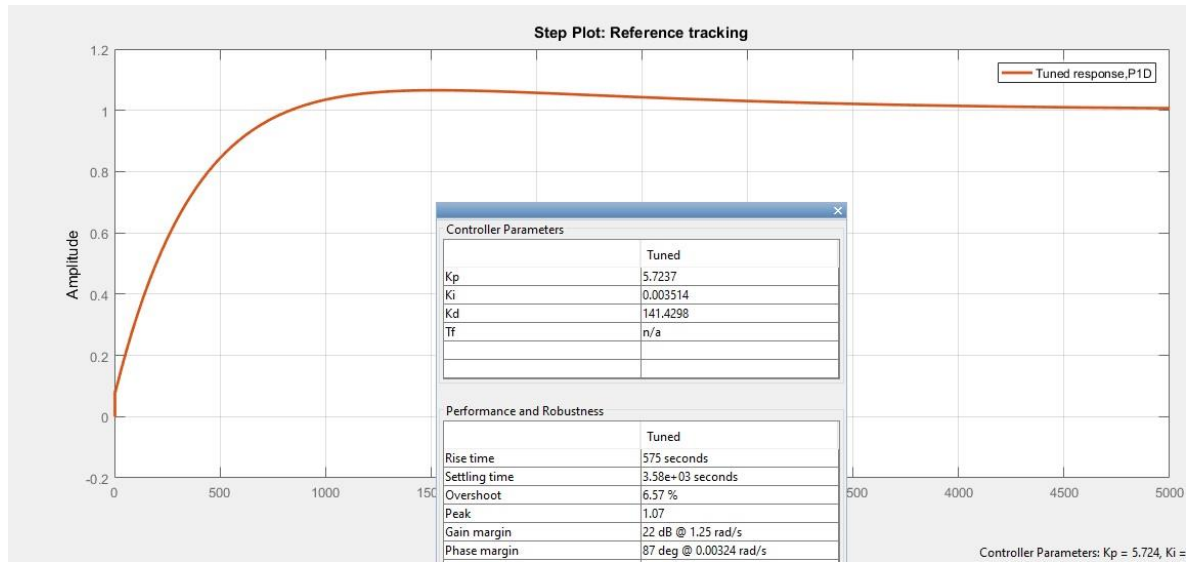 Step Plot: Reference tracking
Tuned response,P1D
Amplitude
1.2
1
0.8
0.6
0.4
0.2
0
-0.2
0 500 1000 150 500 4000 4500 5000
Controller Parameters
Tuned
Kp 5.7237
Ki 0.003514
Kd 141.4298
Tf n/a
Performance and Robustness
Tuned
Rise time 575 seconds
Settling time 3.58e+03 seconds
Overshoot 6.57 %
Peak 1.07
Gain margin 22 dB @ 1.25 rad/s
Phase margin 87 deg @ 0.00324 rad/s
Controller Parameters: Kp = 5.724, Ki =